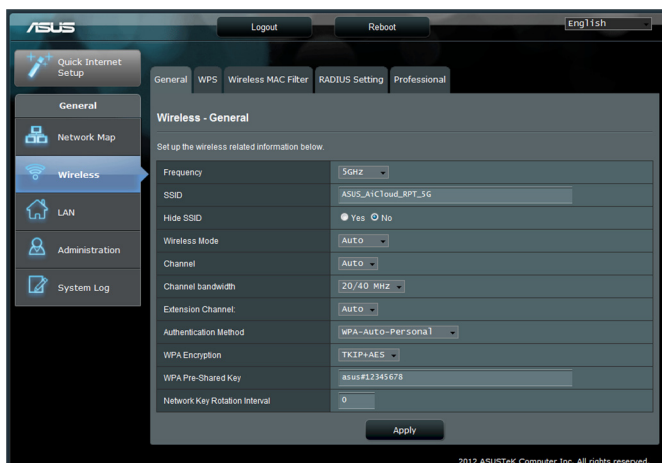 ASUS
Logout
Reboot
English
Quick Internet
Setup
General
Network Map
Wireless
LAN
Administration
System Log
General WPS Wireless MAC Filter RADIUS Setting Professional
Wireless - General
Set up the wireless related information below.
Frequency 5GHz
SSID ASUS_AiCloud_RPT_5G
Hide SSID Yes No
Wireless Mode Auto
Channel Auto
Channel bandwidth 20/40 MHz
Extension Channel: Auto
Authentication Method WPA-Auto-Personal
WPA Encryption TKIP+AES
WPA Pre-Shared Key asus#12345678
Network Key Rotation Interval 0
Apply
2012 ASUSTeK Computer Inc. All rights reserved.